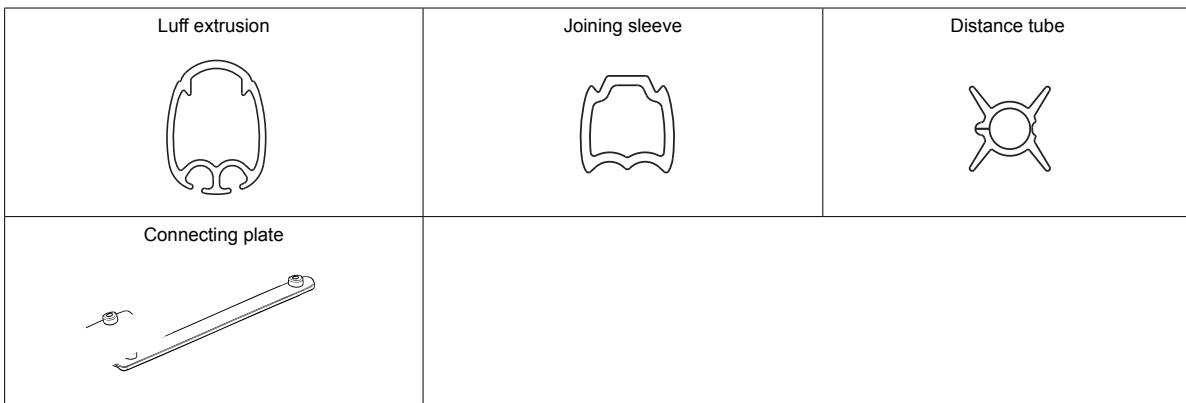 Luff extrusion
Joining sleeve
Distance tube
Connecting plate